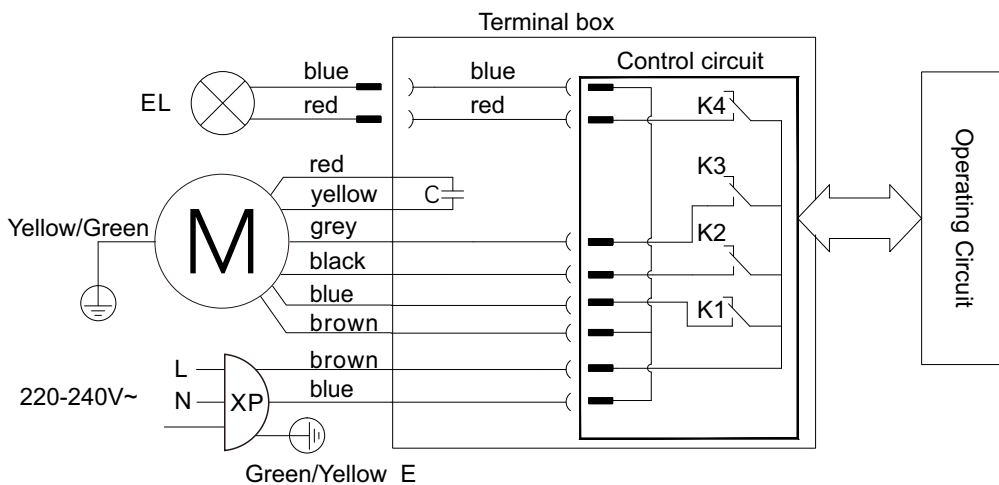 Terminal box
Control circuit
blue
blue
EL
red
red
K4
red
K3
yellow
C
Yellow/Green
M
grey
K2
black
blue
K1
brown
Operating Circuit
brown
L
blue
220-240V~
N
XP
Green/Yellow E